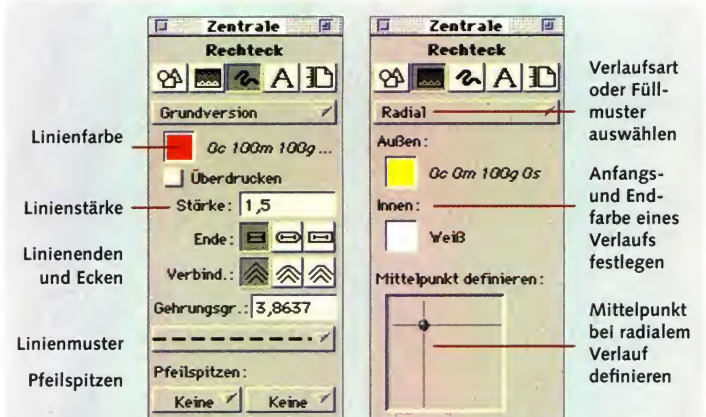 Linienfarbe
Linienstärke
Linienenden
und Ecken
Linienmuster
Pfeilspitzen
Zentrale
Rechteck
A
Grundversion
0c 100m 100g ...
Überdrucken
Stärke: 1,5
Ende:
Verbind.:
Gehrungsgr.: 3,8637
Pfeilspitzen:
Keine Keine
Zentrale
Rechteck
A
Radial
Außen:
0c 0m 100g 0s
Innen:
Weiß
Mittelpunkt definieren:
Verlaufsart
oder Füll-
muster
auswählen
Anfangs-
und End-
farbe eines
Verlaufs
festlegen
Mittelpunkt
bei radialem
Verlauf
definieren